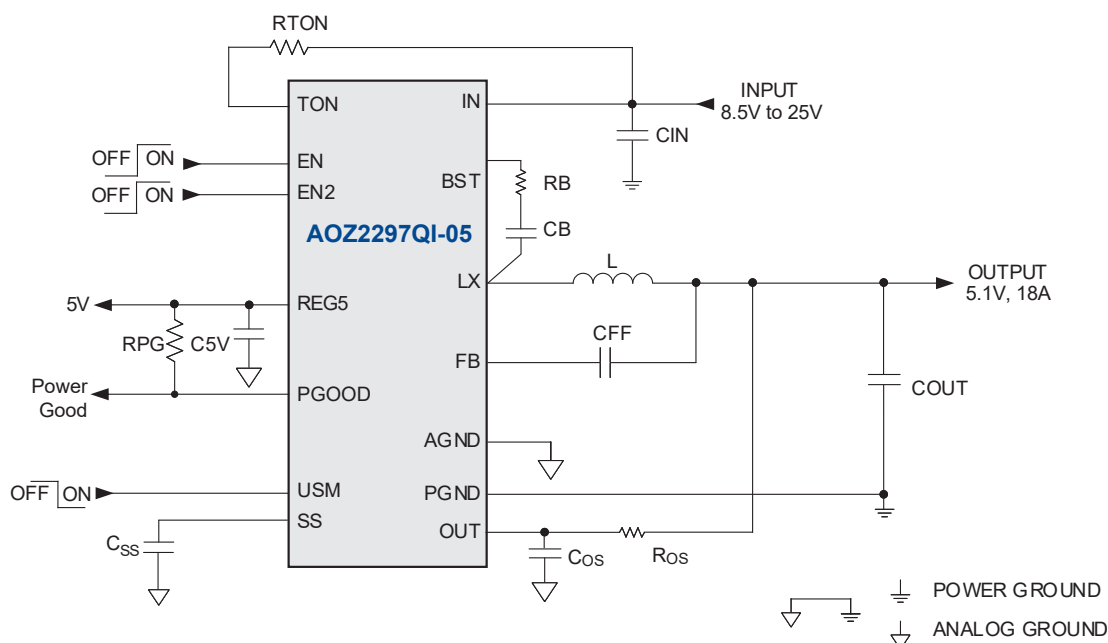 RTON
TON
IN
INPUT
8.5V to 25V
CIN
OFF ON
EN
OFF ON
EN2
BST
RB
AOZ2297QI-05
CB
LX
L
OUTPUT
5.1V, 18A
5V
REG5
RPG
C5V
CFF
FB
Power
Good
PGOOD
COUT
AGND
OFF ON
USM
PGND
SS
OUT
CSS
COS
ROS
POWER GROUND
ANALOG GROUND